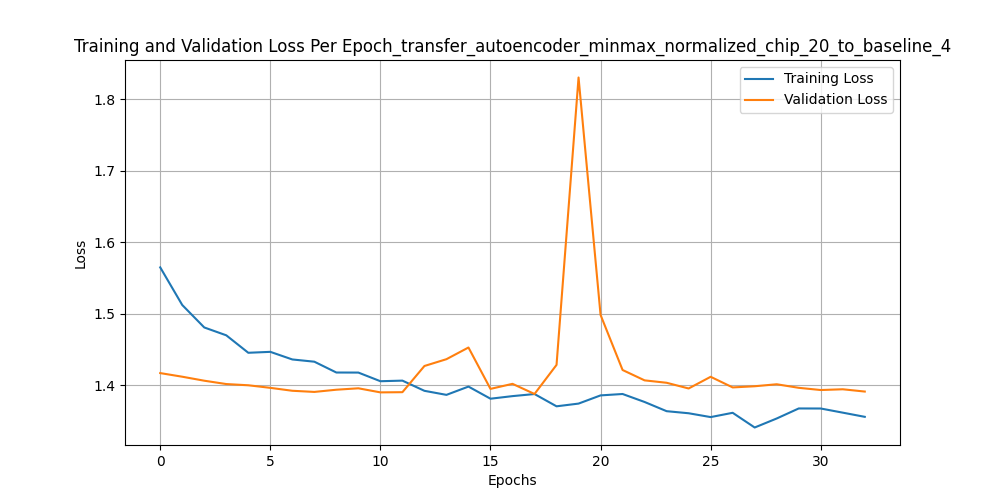 Training and Validation Loss Per Epoch_transfer_autoencoder_minmax_normalized_chip_20_to_baseline_4
Training Loss
Validation Loss
1.8
1.7
1.6
1.5
1.4
Loss
0 5 10 15 20 25 30
Epochs